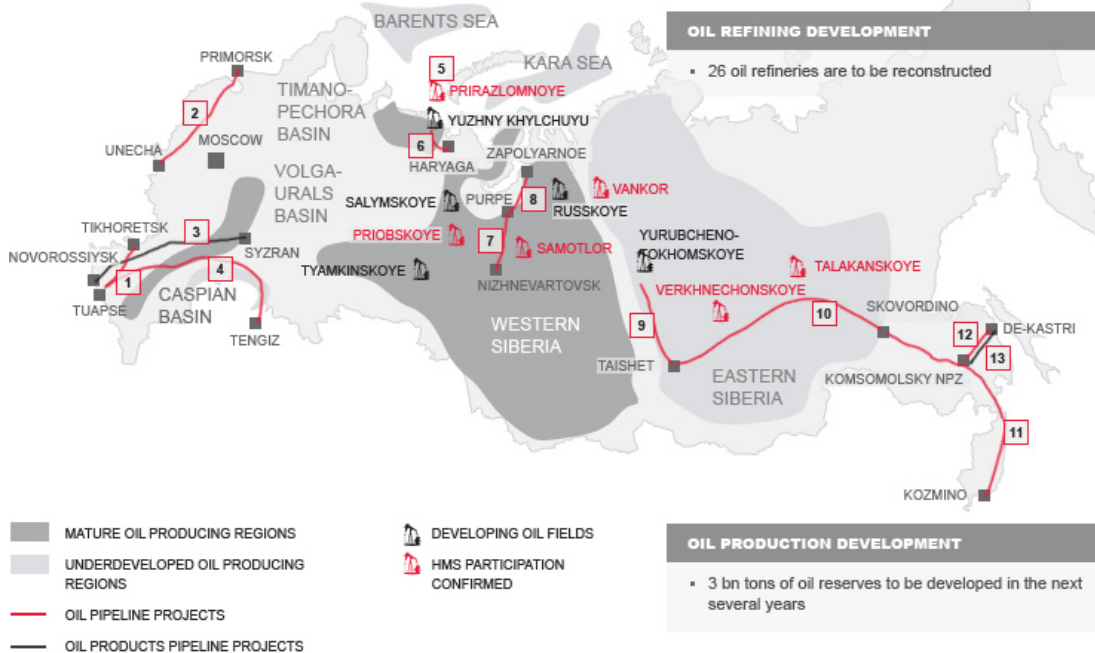 BARENTS SEA
OIL REFINING DEVELOPMENT
▪ 26 oil refineries are to be reconstructed
PRIMORSK
5
KARA SEA
PRIRAZLOMNOYE
TIMANO-
PECHORA
BASIN
2
YUZHNY KHYLCHUYU
MOSCOW
UNECHA
6
HARYAGA
ZAPOLYARNOE
VOLGA-
URALS
BASIN
SALYMSKOYE
PURPE
8
VANKOR
RUSSKOYE
TIKHORETSK
3
SYZRAN
PRIOBSKOYE
7
SAMOTLOR
YURUBCHENO-
TOKHOMSKOYE
NOVOROSSIYSK
1
4
TYAMKINSKOYE
NIZHNEVARTOVSK
TALAKANSKOYE
VERKHNECHONSKOYE
TUAPSE
CASPIAN
BASIN
TENGIZ
WESTERN
SIBERIA
9
10
SKOVORDINO
TAISHET
12
DE-KASTRI
13
KOMSOMOLSKY NPZ
EASTERN
SIBERIA
11
KOZMINO
MATURE OIL PRODUCING REGIONS
UNDERDEVELOPED OIL PRODUCING
REGIONS
OIL PIPELINE PROJECTS
OIL PRODUCTS PIPELINE PROJECTS
DEVELOPING OIL FIELDS
HMS PARTICIPATION
CONFIRMED
OIL PRODUCTION DEVELOPMENT
▪ 3 bn tons of oil reserves to be developed in the next
several years